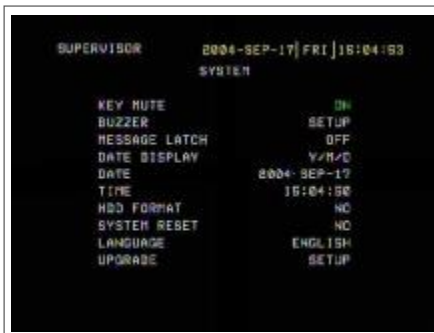 SUPERVISOR 2004-SEP-17|FRI|15:04:53
SYSTEM
KEY MUTE ON
BUZZER SETUP
MESSAGE LATCH OFF
DATE DISPLAY Y/M/D
DATE 2004-SEP-17
TIME 15:04:50
HDD FORMAT NO
SYSTEM RESET NO
LANGUAGE ENGLISH
UPGRADE SETUP